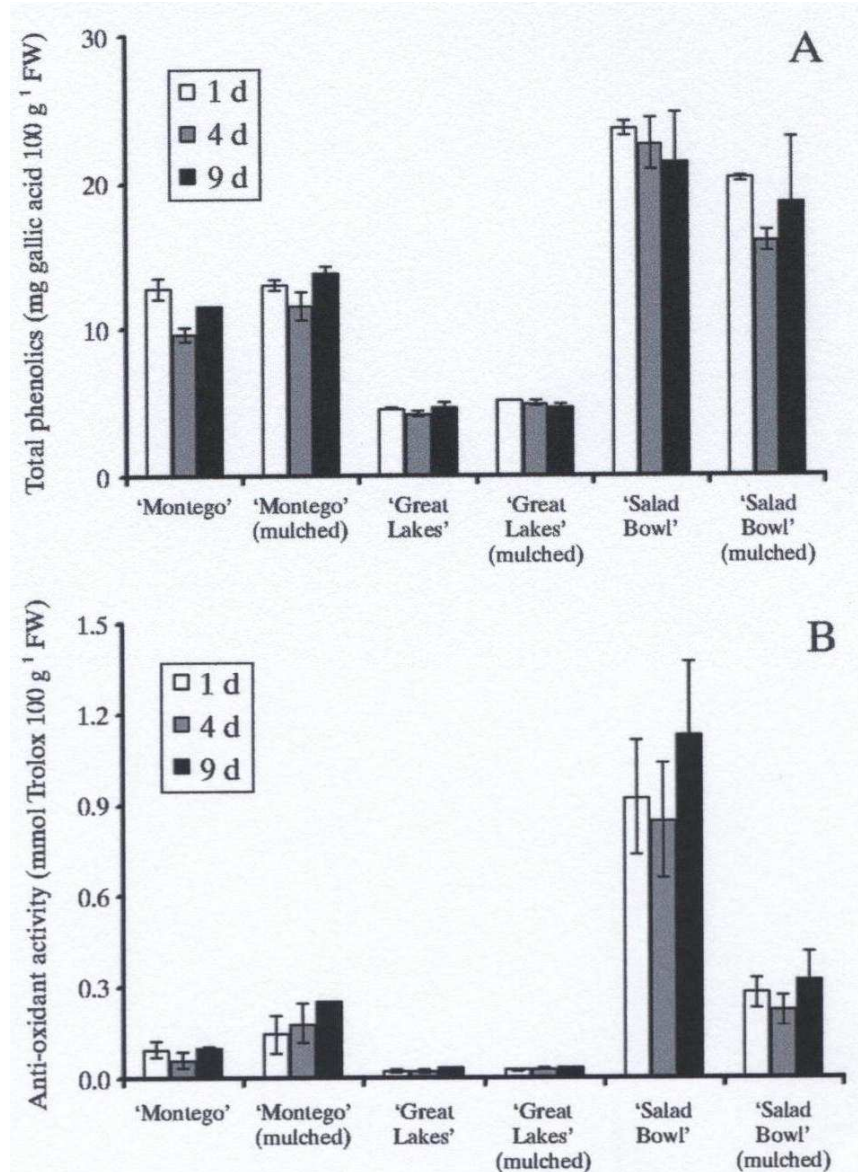 A
30
20
10
0
Total phenolics (mg gallic acid 100 g ¹ FW)
1 d
4 d
9 d
'Montego'
'Montego'
(mulched)
'Great
Lakes'
'Great
Lakes'
(mulched)
'Salad
Bowl'
'Salad
Bowl'
(mulched)
B
1.5
1.2
0.9
0.6
0.3
0.0
Anti-oxidant activity (mmol Trolox 100 g ¹ FW)
1 d
4 d
9 d
'Montego'
'Montego'
(mulched)
'Great
Lakes'
'Great
Lakes'
(mulched)
'Salad
Bowl'
'Salad
Bowl'
(mulched)